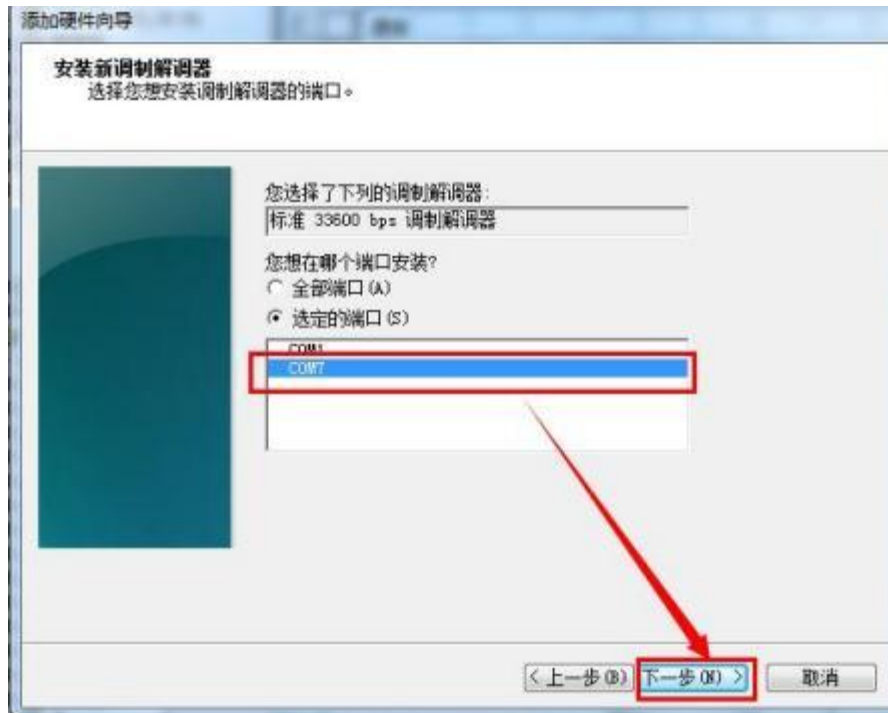 添加硬件向导
安装新调制解调器
选择您想安装调制解调器的端口。
您选择了下列的调制解调器:
标准 33600 bps 调制解调器
您想在哪个端口安装?
全部端口(A)
选定的端口(S)
COM1
COM7
<上一步(B) 下一步(N)> 取消